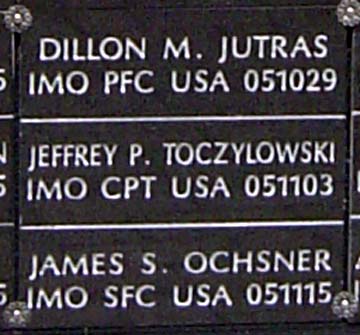 DILLON M. JUTRAS
IMO PFC USA 051029
JEFFREY P. TOCZYLOWSKI
IMO CPT USA 051103
JAMES S. OCHSNER
IMO SFC USA 051115